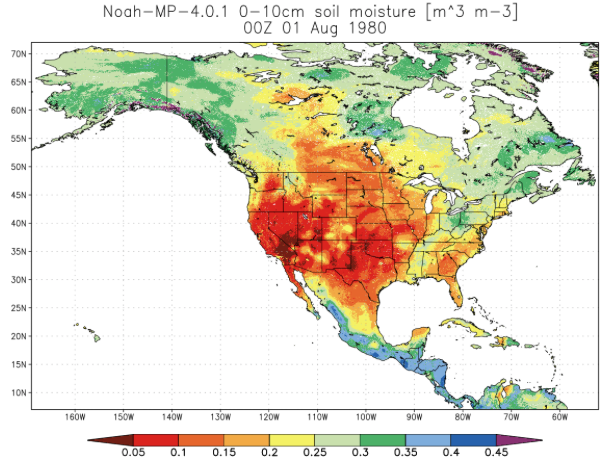 Noah-MP-4.0.1 0-10cm soil moisture [m^3 m-3]
00Z 01 Aug 1980
70N
65N
60N
55N
50N
45N
40N
35N
30N
25N
20N
15N
10N
160W 150W 140W 130W 120W 110W 100W 90W 80W 70W 60W
0.05 0.1 0.15 0.2 0.25 0.3 0.35 0.4 0.45